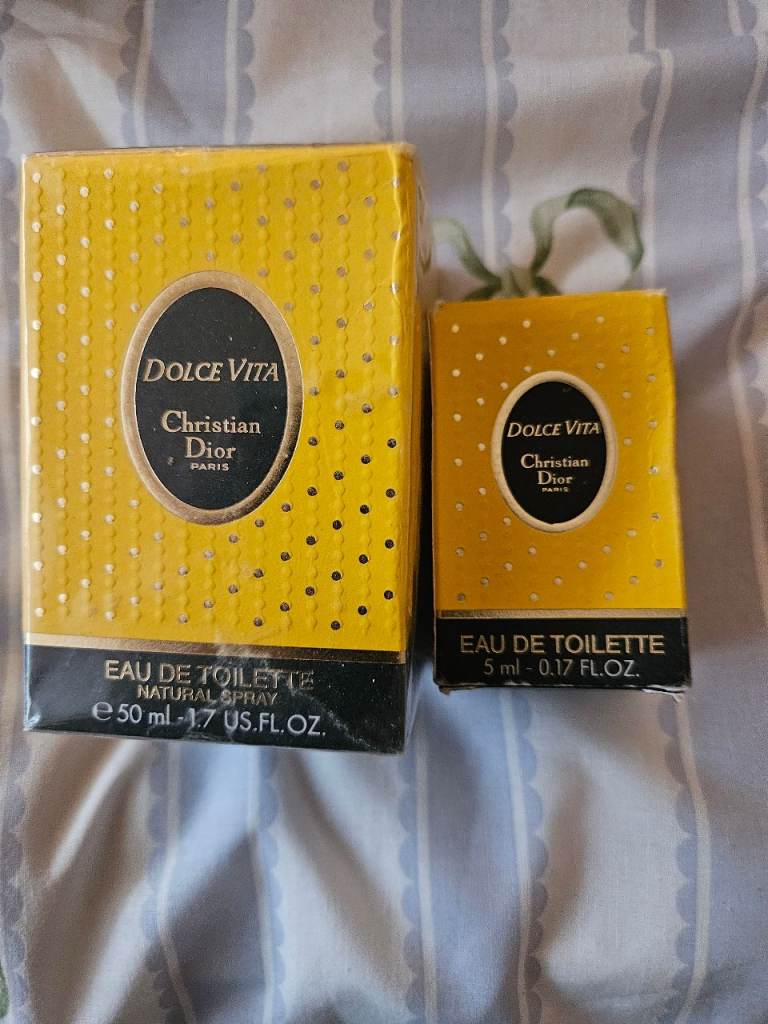 DOLCE VITA
Christian
Dior
PARIS
EAU DE TOILETTE
NATURAL SPRAY
e 50 ml - 1.7 US.FL.OZ.
DOLCE VITA
Christian
Dior
PARIS
EAU DE TOILETTE
5 ml - 0.17 FL.OZ.